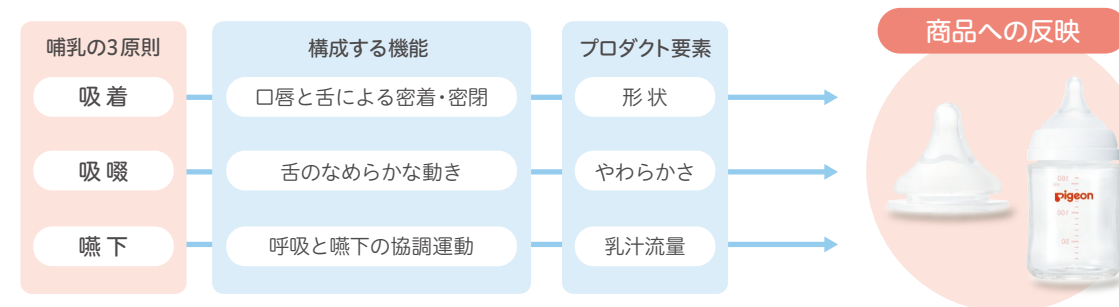 哺乳の3原則
構成する機能
プロダクト要素
商品への反映
吸着
口唇と舌による密着・密閉
形状
吸啜
舌のなめらかな動き
やわらかさ
嚥下
呼吸と嚥下の協調運動
乳汁流量
160
pigeon
100
50